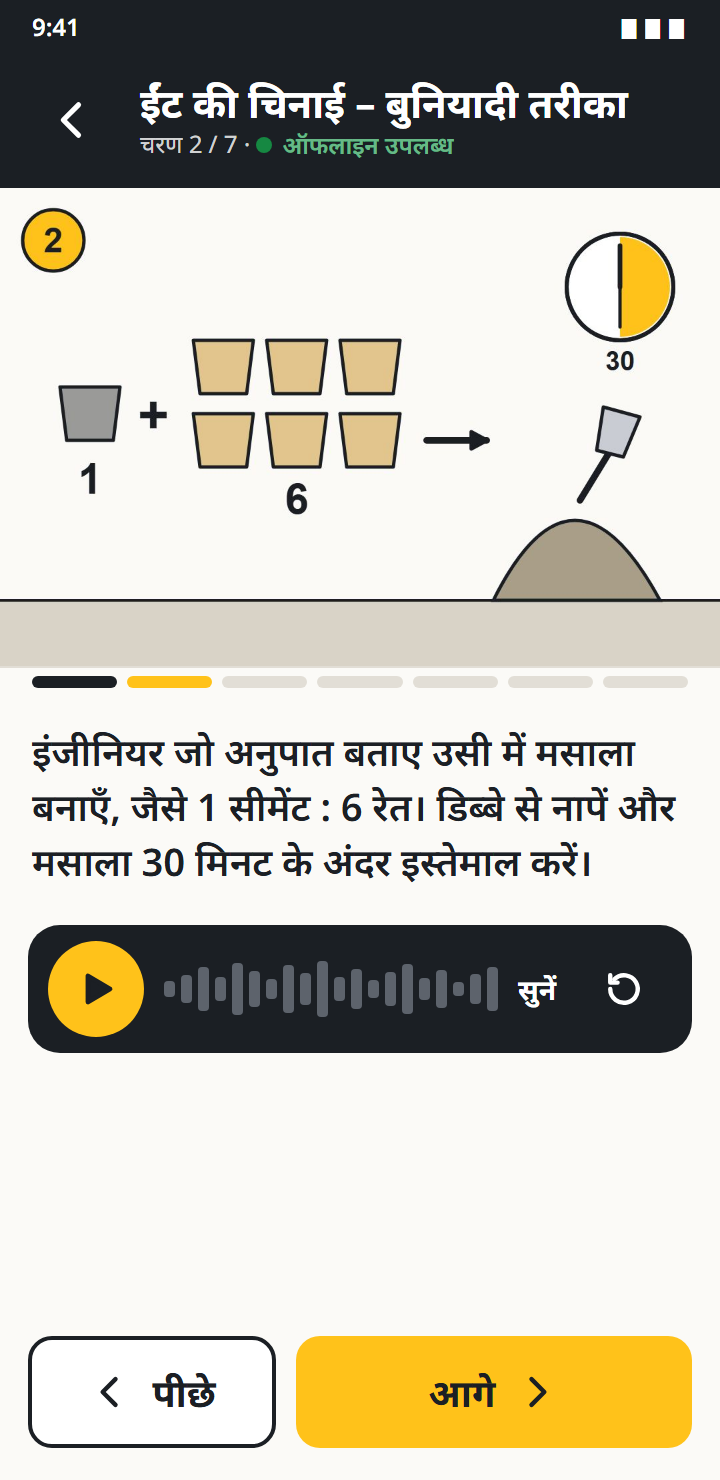 9:41
ईंट की चिनाई – बुनियादी तरीका
चरण 2 / 7 · ऑफलाइन उपलब्ध
2
30
+
1
6
इंजीनियर जो अनुपात बताए उसी में मसाला
बनाएँ, जैसे 1 सीमेंट : 6 रेत। डिब्बे से नापें और
मसाला 30 मिनट के अंदर इस्तेमाल करें।
सुनें
पीछे
आगे